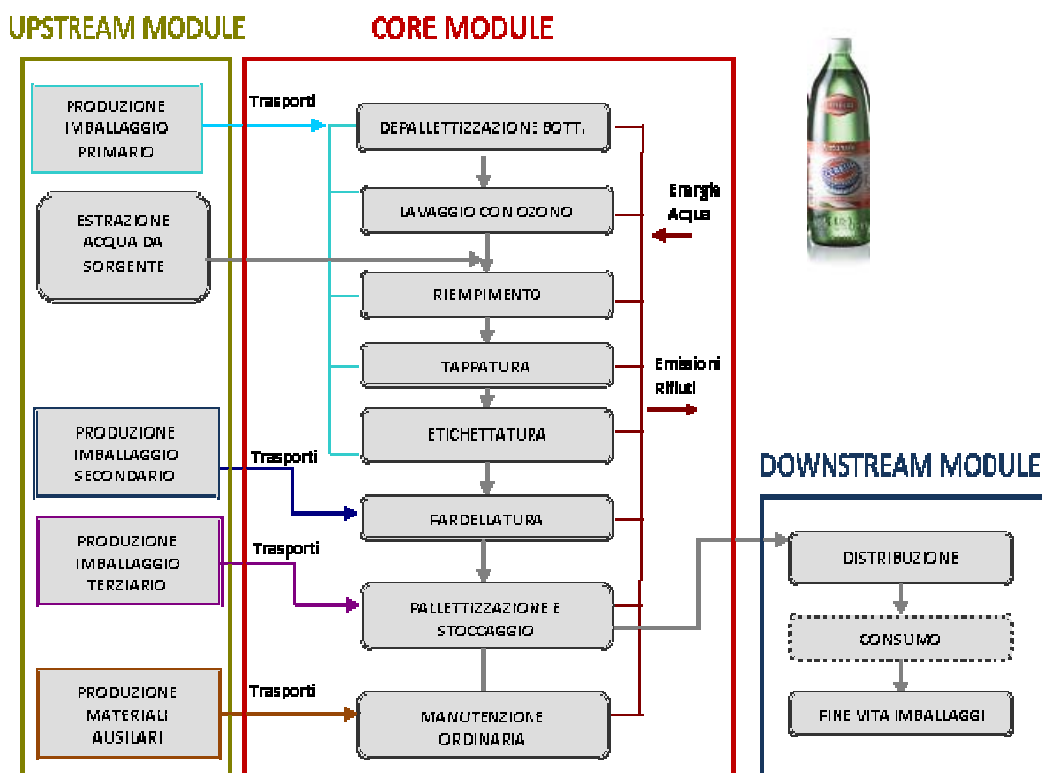 UPSTREAM MODULE
CORE MODULE
PRODUZIONE
IMBALLAGGIO
PRIMARIO
Trasporti
DEPALLETTIZZAZIONE BOTT.
ESTRAZIONE
ACQUA DA
SORGENTE
LAVAGGIO CON OZONO
Energia
Acqua
RIEMPIMENTO
TAPPATURA
Emissioni
Rifiuti
ETICHETTATURA
PRODUZIONE
IMBALLAGGIO
SECONDARIO
Trasporti
FARDELLATURA
PRODUZIONE
IMBALLAGGIO
TERZIARIO
Trasporti
PALLETTIZZAZIONE E
STOCCAGGIO
PRODUZIONE
MATERIALI
AUSILARI
Trasporti
MANUTENZIONE
ORDINARIA
DOWNSTREAM MODULE
DISTRIBUZIONE
CONSUMO
FINE VITA IMBALLAGGI